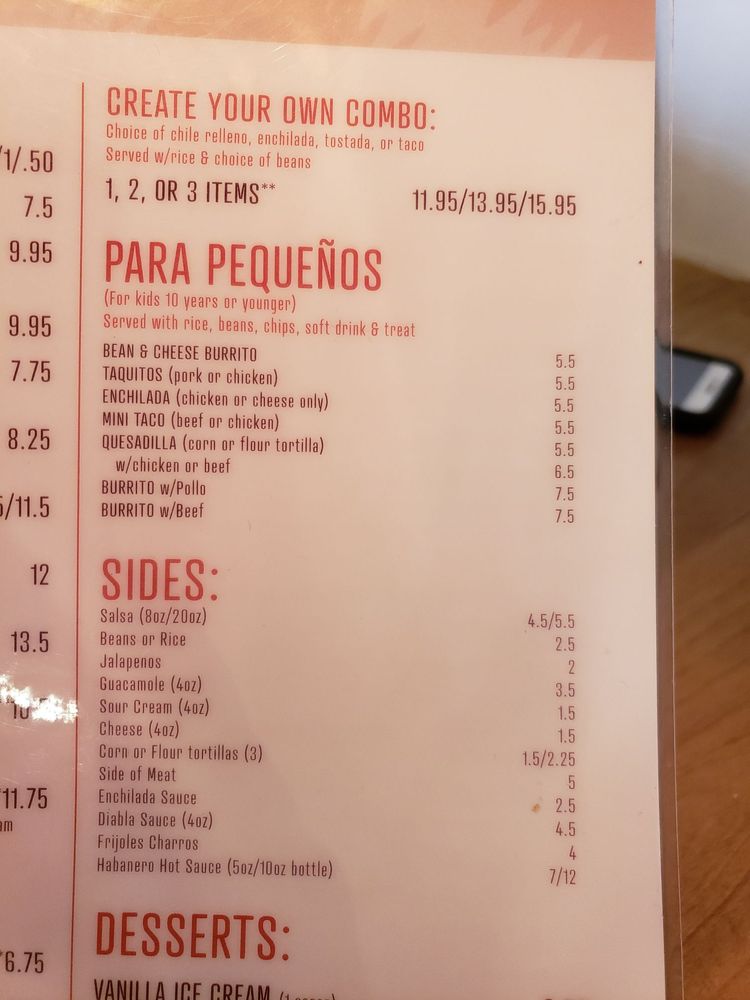 CREATE YOUR OWN COMBO:
Choice of chile relleno, enchilada, tostada, or taco
Served w/rice & choice of beans
1, 2, OR 3 ITEMS** 11.95/13.95/15.95
PARA PEQUEÑOS
(For kids 10 years or younger)
Served with rice, beans, chips, soft drink & treat
BEAN & CHEESE BURRITO 5.5
TAQUITOS (pork or chicken) 5.5
ENCHILADA (chicken or cheese only) 5.5
MINI TACO (beef or chicken) 5.5
QUESADILLA (corn or flour tortilla) 5.5
w/chicken or beef 6.5
BURRITO w/Pollo 7.5
BURRITO w/Beef 7.5
SIDES:
Salsa (8oz/20oz) 4.5/5.5
Beans or Rice 2.5
Jalapenos 2
Guacamole (4oz) 3.5
Sour Cream (4oz) 1.5
Cheese (4oz) 1.5
Corn or Flour tortillas (3) 1.5/2.25
Side of Meat 5
Enchilada Sauce 2.5
Diabla Sauce (4oz) 4.5
Frijoles Charros 4
Habanero Hot Sauce (5oz/10oz bottle) 7/12
DESSERTS:
VANILLA ICE CREAM
/1/.50
7.5
9.95
9.95
7.75
8.25
/11.5
12
13.5
/11.75
6.75